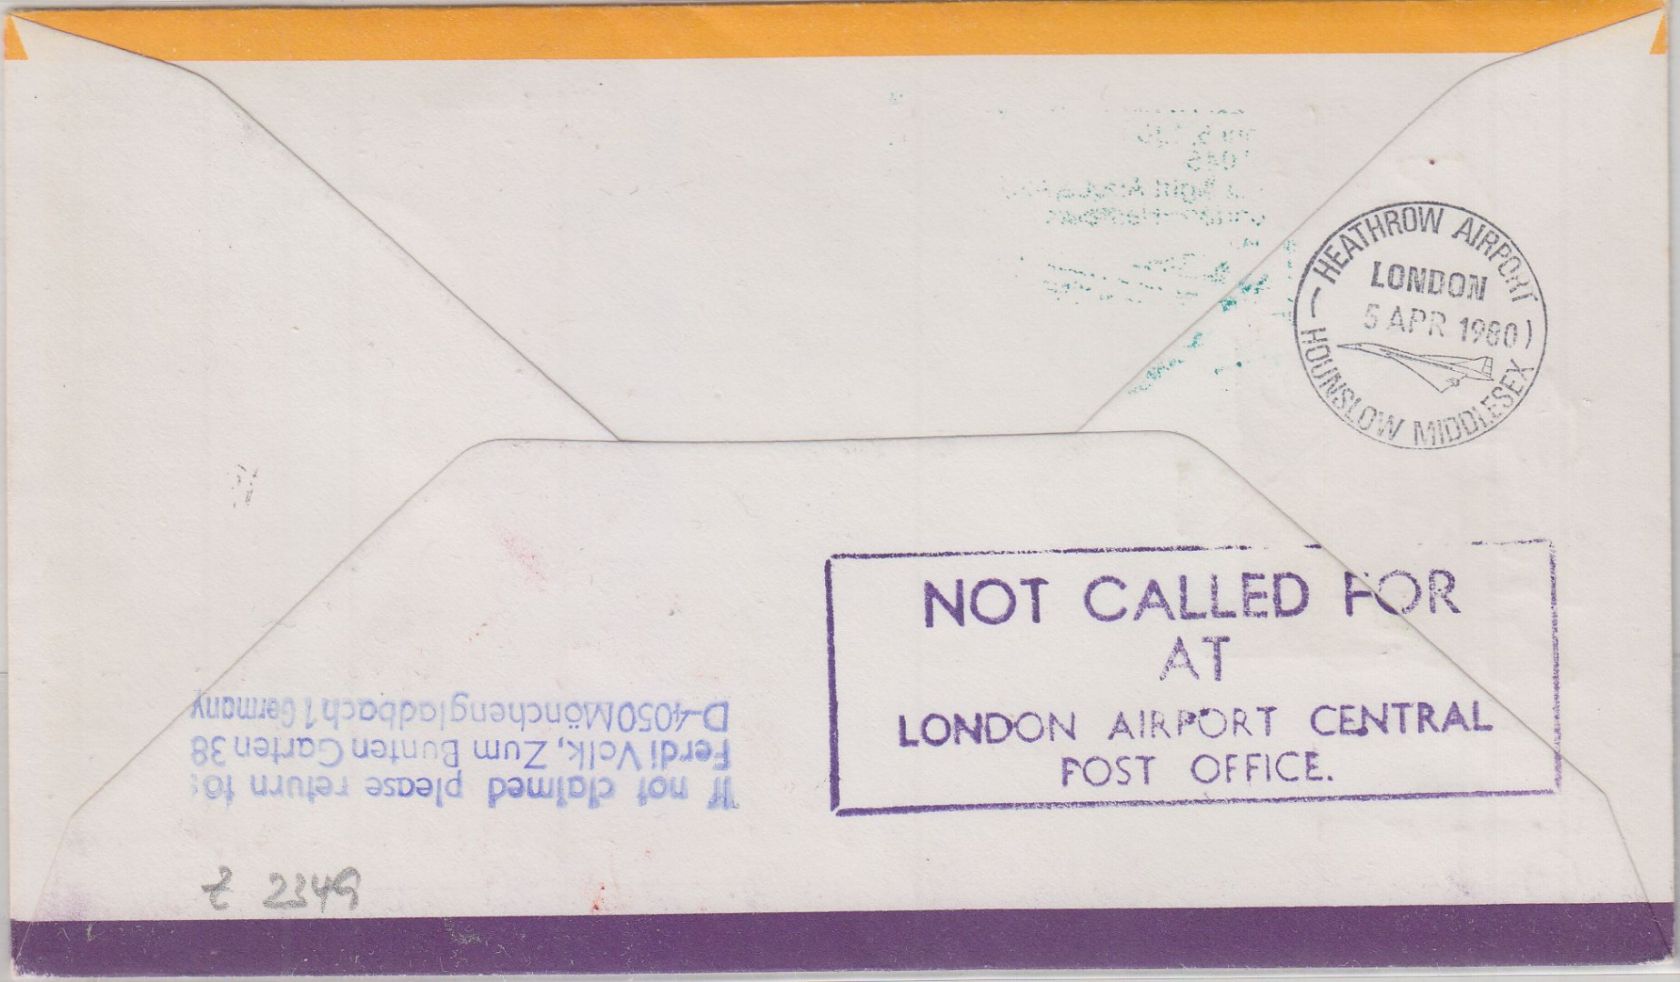 HEATHROW AIRPORT
LONDON
5 APR 1980
HOUNSLOW MIDDLESEX
NOT CALLED FOR
AT
LONDON AIRPORT CENTRAL
POST OFFICE.
If not claimed please return to:
Ferdi Volk, Zum Bunten Garten 38
D-4050 Mönchengladbach 1 Germany
Z 2349